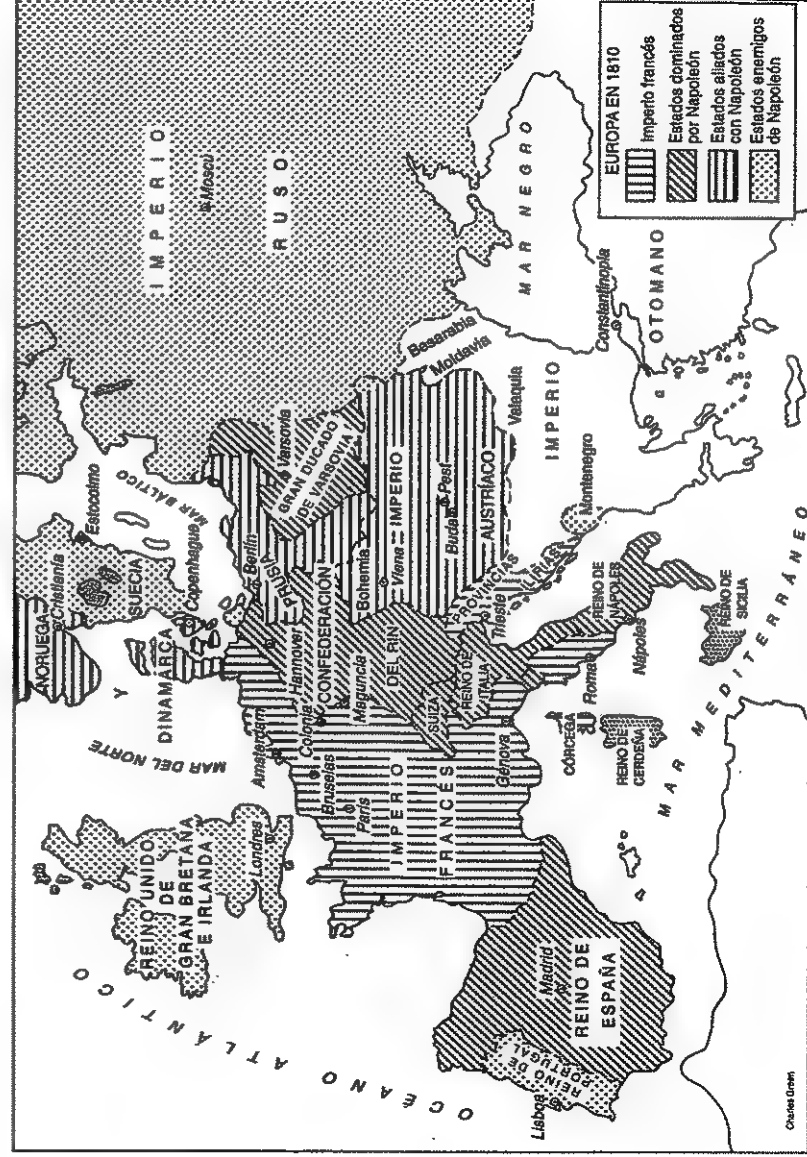 EUROPA EN 1810
Imperio francés
Estados dominados
por Napoleón
Estados aliados
con Napoleón
Estados enemigos
de Napoleón
IMPERIO
RUSO
Moscú
NORUEGA
Cristianía
SUECIA
Estocolmo
MAR BÁLTICO
Y
DINAMARCA
Copenhague
MAR DEL NORTE
REINO UNIDO
DE
GRAN BRETAÑA
E IRLANDA
Londres
OCÉANO ATLÁNTICO
Amsterdam
Hannover
Berlín
PRUSIA
Varsovia
GRAN DUCADO
DE VARSOVIA
Colonia
Bruselas
CONFEDERACIÓN
DEL RIN
Maguncia
París
IMPERIO
FRANCÉS
Bohemia
Viena
IMPERIO
AUSTRÍACO
Buda
Pest
Besarabia
Moldavia
Valaquia
SUIZA
REINO DE
ITALIA
PROVINCIAS
ILIRIAS
Trieste
Génova
Roma
CÓRCEGA
REINO DE
CERDEÑA
REINO DE
NÁPOLES
Nápoles
REINO DE
SICILIA
Montenegro
IMPERIO
OTOMANO
Constantinopla
MAR NEGRO
MAR MEDITERRÁNEO
REINO DE
PORTUGAL
Lisboa
Madrid
REINO DE
ESPAÑA
Charles Green